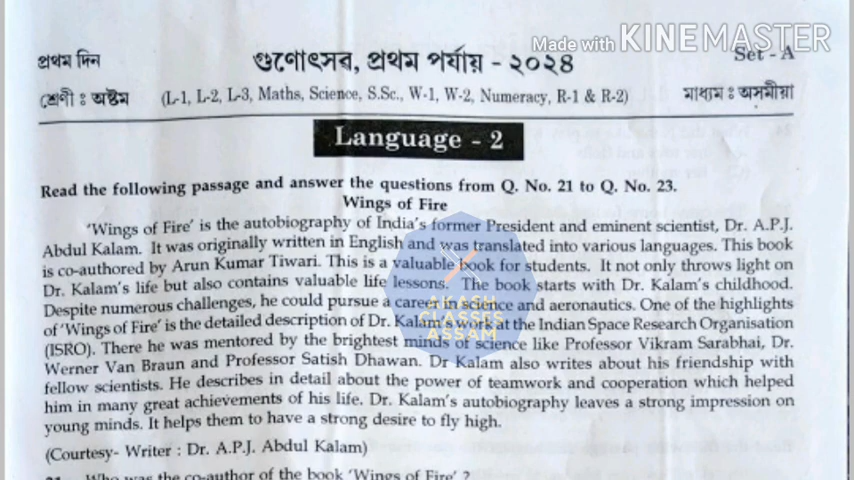 Made with KINEMASTER
প্ৰথম দিন
গুণোৎসৱ, প্ৰথম পৰ্যায় - ২০২৪
Set - A
শ্ৰেণী : অষ্টম (L-1, L-2, L-3, Maths, Science, S.Sc., W-1, W-2, Numeracy, R-1 & R-2) মাধ্যম : অসমীয়া
Language - 2
Read the following passage and answer the questions from Q. No. 21 to Q. No. 23.
Wings of Fire
'Wings of Fire' is the autobiography of India's former President and eminent scientist, Dr. A.P.J.
Abdul Kalam. It was originally written in English and was translated into various languages. This book
is co-authored by Arun Kumar Tiwari. This is a valuable book for students. It not only throws light on
Dr. Kalam's life but also contains valuable life lessons. The book starts with Dr. Kalam's childhood.
Despite numerous challenges, he could pursue a career in science and aeronautics. One of the highlights
of 'Wings of Fire' is the detailed description of Dr. Kalam's work at the Indian Space Research Organisation
(ISRO). There he was mentored by the brightest minds of science like Professor Vikram Sarabhai, Dr.
Werner Van Braun and Professor Satish Dhawan. Dr Kalam also writes about his friendship with
fellow scientists. He describes in detail about the power of teamwork and cooperation which helped
him in many great achievements of his life. Dr. Kalam's autobiography leaves a strong impression on
young minds. It helps them to have a strong desire to fly high.
(Courtesy- Writer : Dr. A.P.J. Abdul Kalam)
21. Who was the co-author of the book 'Wings of Fire' ?
AKASH
CLASSES
ASSAM